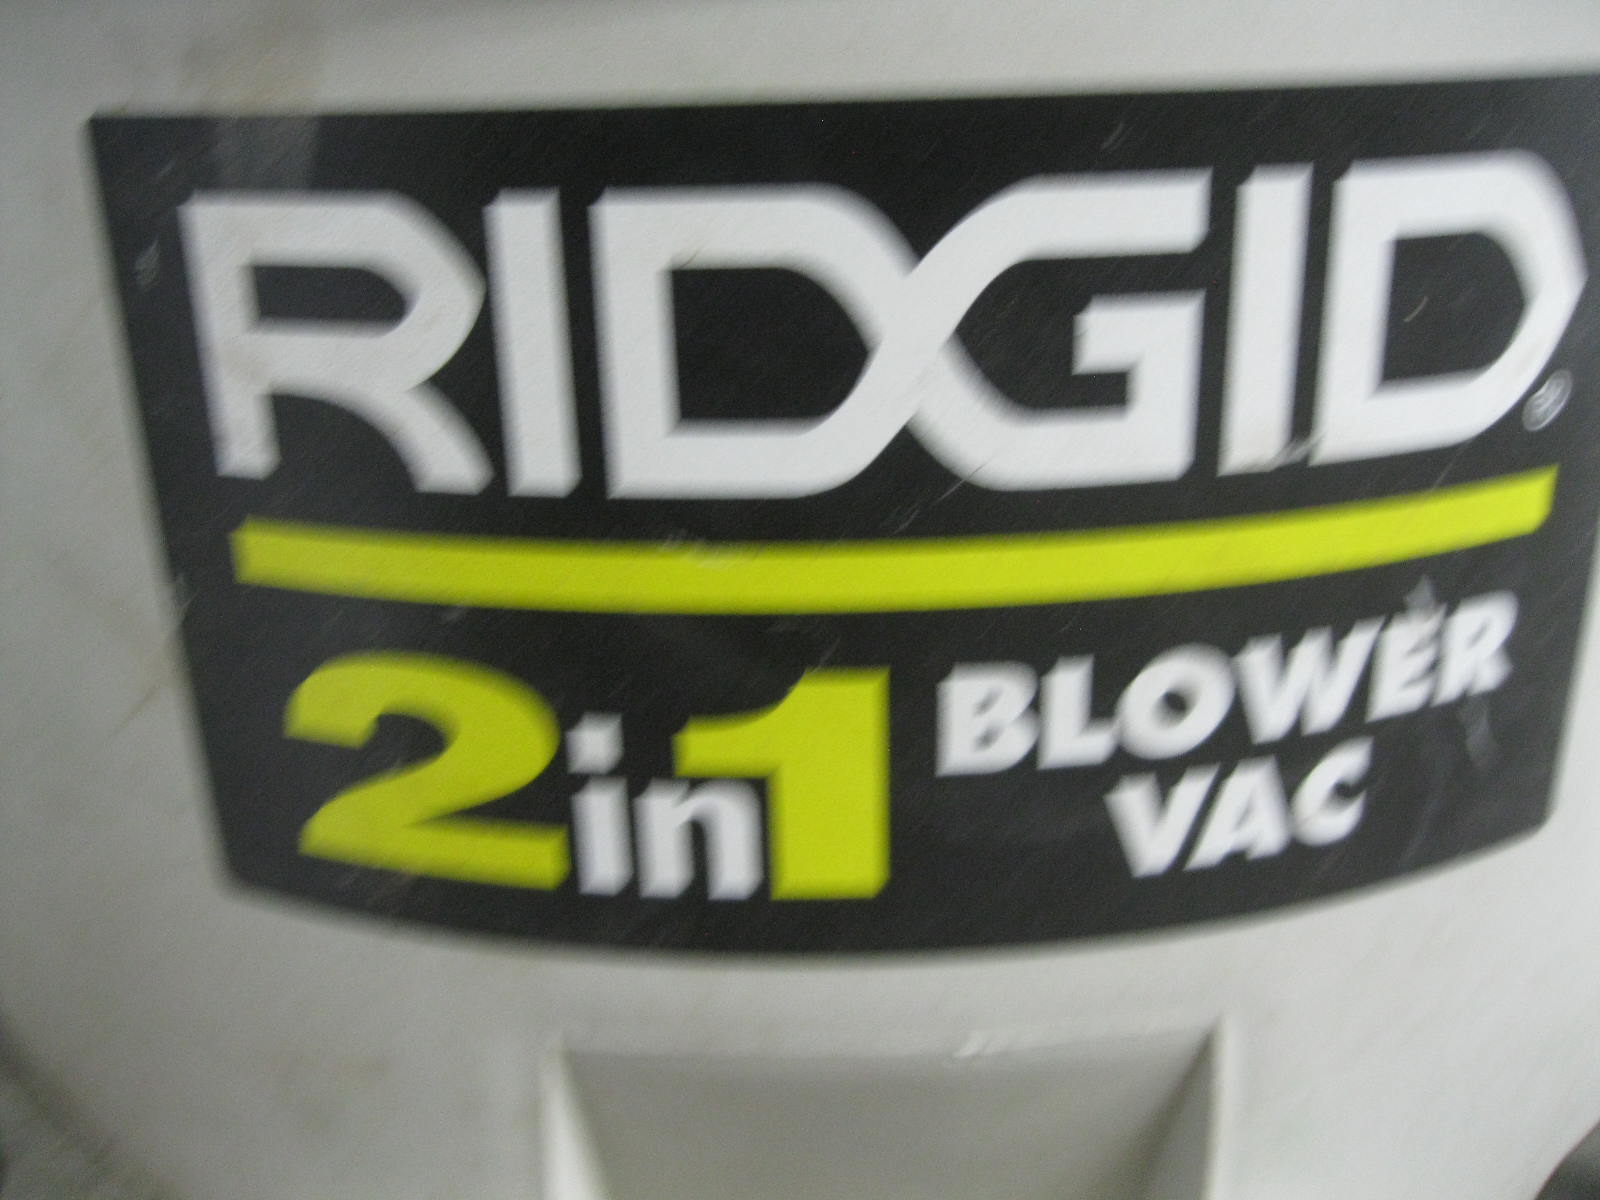 RIDGID®
2in1 BLOWER
VAC